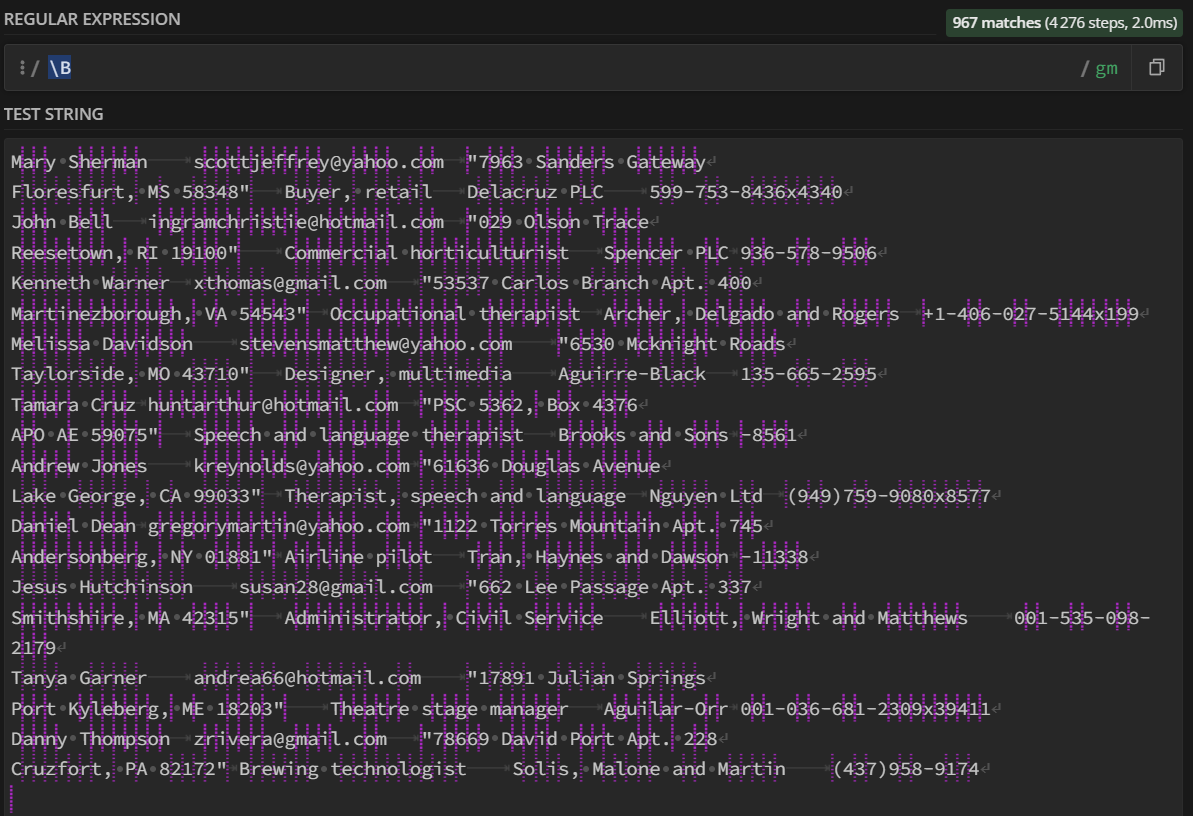 REGULAR EXPRESSION
967 matches (4276 steps, 2.0ms)
/ \B / gm
TEST STRING
Mary Sherman scottjeffrey@yahoo.com "7963 Sanders Gateway
Floresfurt, MS 58348" Buyer, retail Delacruz PLC 599-753-8436x4340
John Bell ingramchristie@hotmail.com "029 Olson Trace
Reesetown, RI 19100" Commercial horticulturist Spencer PLC 936-578-9506
Kenneth Warner xthomas@gmail.com "53537 Carlos Branch Apt. 400
Martinezborough, VA 54543" Occupational therapist Archer, Delgado and Rogers +1-406-027-5144x199
Melissa Davidson stevensmatthew@yahoo.com "6530 Mcknight Roads
Taylorside, MO 43710" Designer, multimedia Aguirre-Black 135-665-2595
Tamara Cruz huntarthur@hotmail.com "PSC 5362, Box 4376
APO AE 59075" Speech and language therapist Brooks and Sons -8561
Andrew Jones kreynolds@yahoo.com "61636 Douglas Avenue
Lake George, CA 99033" Therapist, speech and language Nguyen Ltd (949)759-9080x8577
Daniel Dean gregorymartin@yahoo.com "1122 Torres Mountain Apt. 745
Andersonberg, NY 01881" Airline pilot Tran, Haynes and Dawson -11338
Jesus Hutchinson susan28@gmail.com "662 Lee Passage Apt. 337
Smithshire, MA 42315" Administrator, Civil Service Elliott, Wright and Matthews 001-535-098-
2179
Tanya Garner andrea66@hotmail.com "17891 Julian Springs
Port Kyleberg, ME 18203" Theatre stage manager Aguilar-Orr 001-036-681-2309x39411
Danny Thompson zrivera@gmail.com "78669 David Port Apt. 228
Cruzfort, PA 82172" Brewing technologist Solis, Malone and Martin (437)958-9174